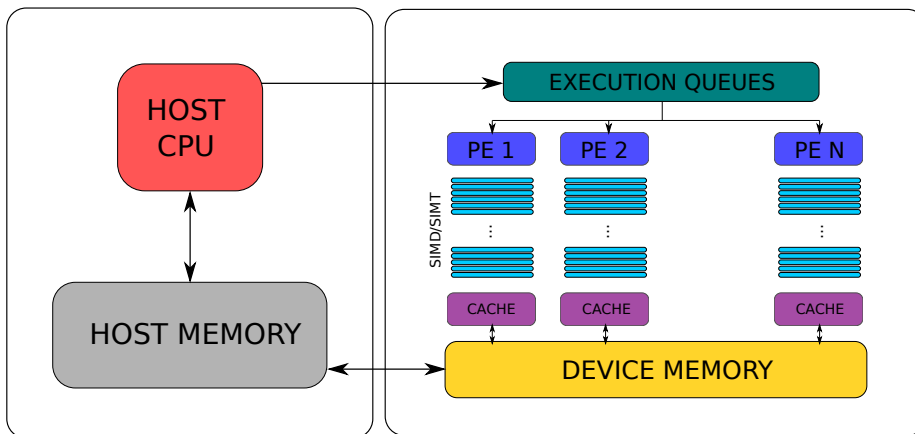 HOST
CPU
HOST MEMORY
EXECUTION QUEUES
PE 1
PE 2
PE N
SIMD/SIMT
...
...
...
CACHE
CACHE
CACHE
DEVICE MEMORY